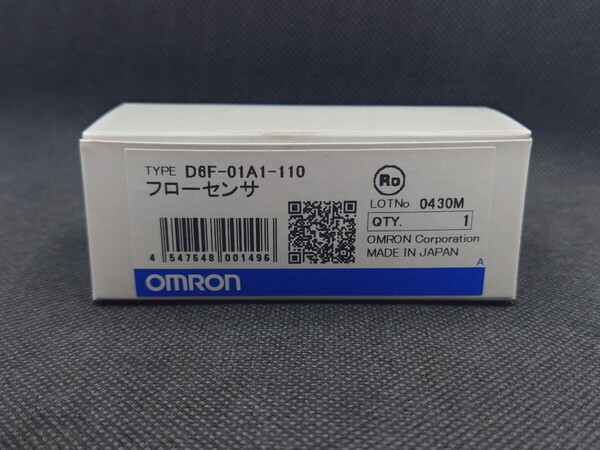 TYPE D6F-01A1-110
フローセンサ
Ro
LOTNo 0430M
QTY. 1
OMRON Corporation
MADE IN JAPAN
4 547648 001496
A
OMRON